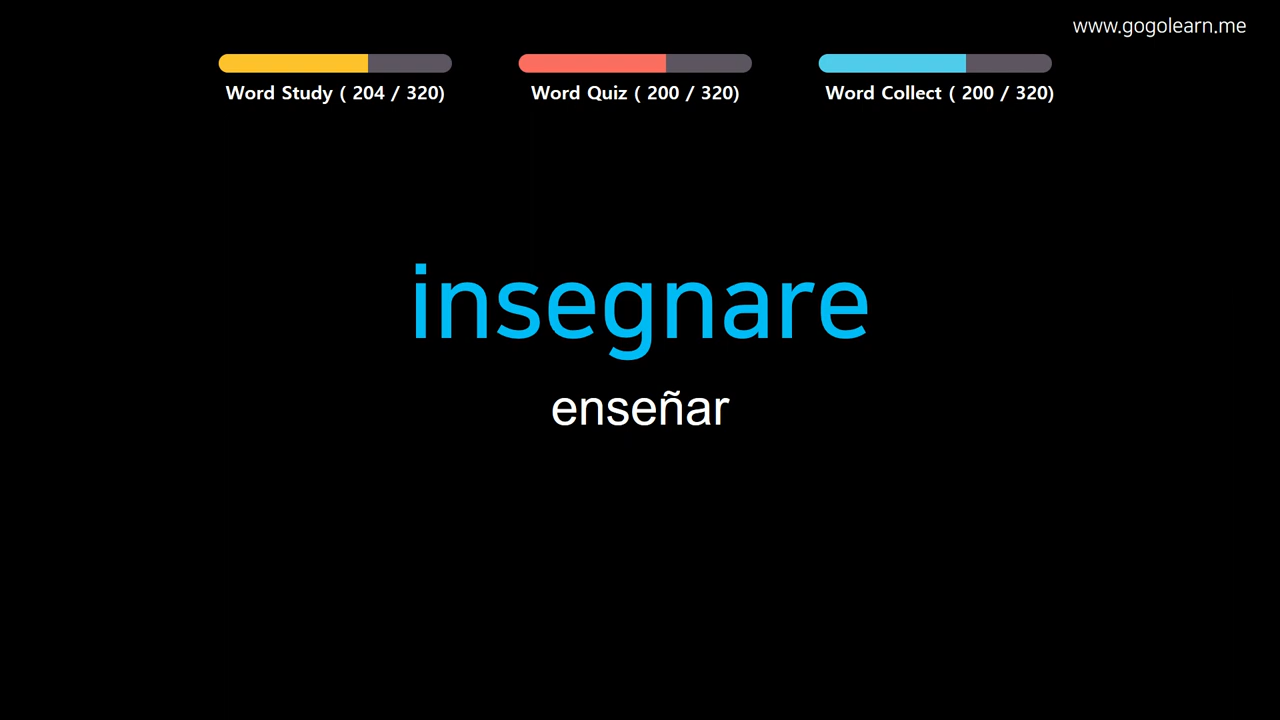 www.gogolearn.me
Word Study ( 204 / 320)
Word Quiz ( 200 / 320)
Word Collect ( 200 / 320)
insegnare
enseñar